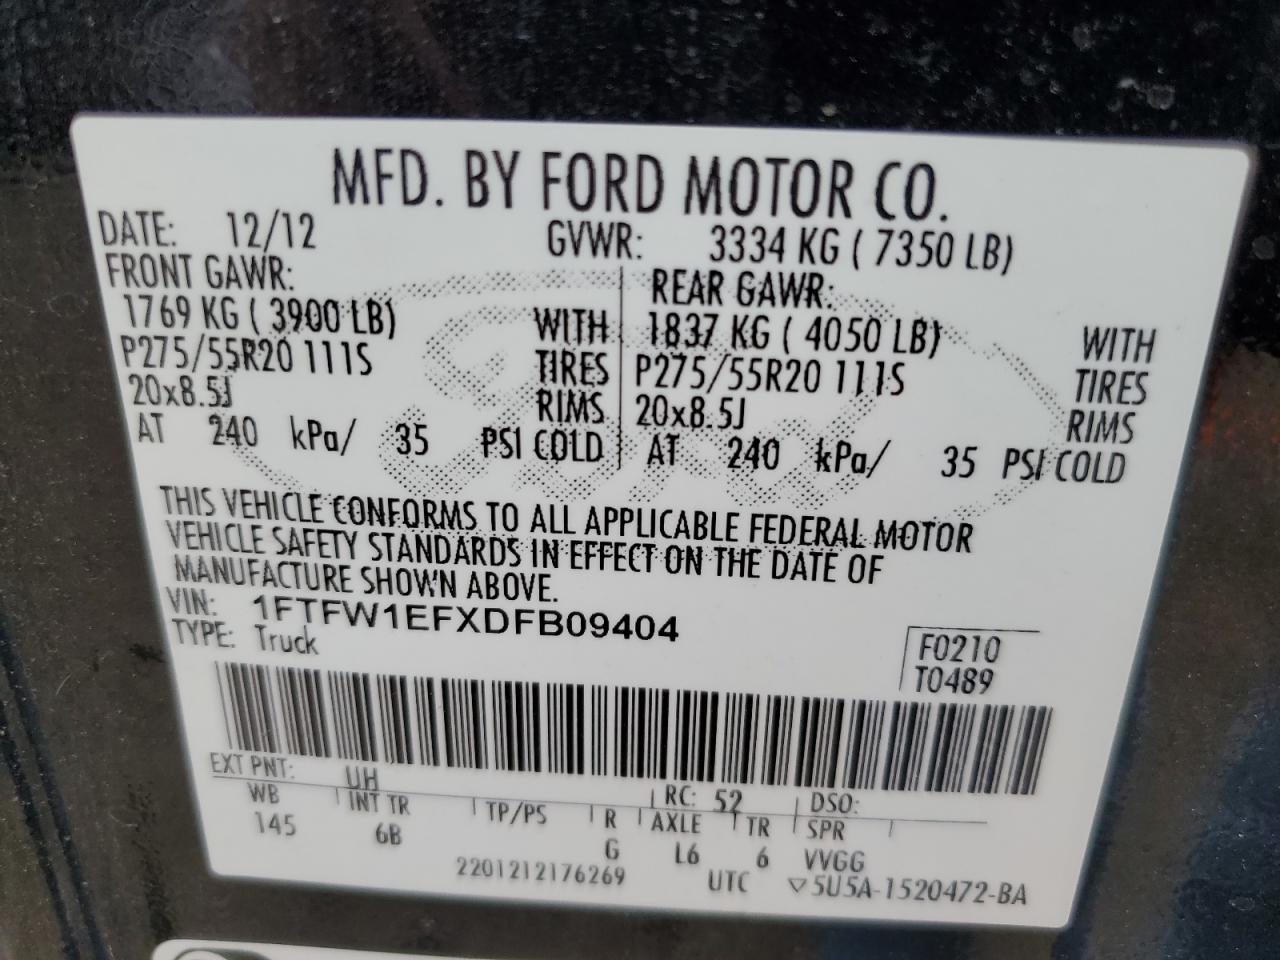 MFD. BY FORD MOTOR CO.
DATE: 12/12 GVWR: 3334 KG ( 7350 LB)
FRONT GAWR: REAR GAWR:
1769 KG ( 3900 LB) WITH 1837 KG ( 4050 LB) WITH
P275/55R20 111S TIRES P275/55R20 111S TIRES
20x8.5J RIMS 20x8.5J RIMS
AT 240 kPa/ 35 PSI COLD AT 240 kPa/ 35 PSI COLD
THIS VEHICLE CONFORMS TO ALL APPLICABLE FEDERAL MOTOR
VEHICLE SAFETY STANDARDS IN EFFECT ON THE DATE OF
MANUFACTURE SHOWN ABOVE.
VIN: 1FTFW1EFXDFB09404
TYPE: Truck F0210
T0489
EXT PNT: UH RC: 52 DSO:
WB INT TR TP/PS R AXLE TR SPR
145 6B G L6 6 VVGG
2201212176269 UTC ▽5U5A-1520472-BA
Ford